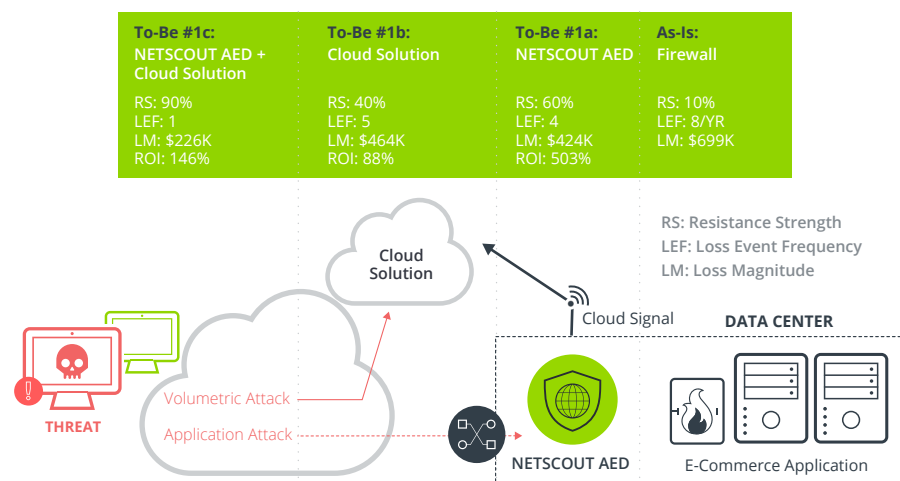 To-Be #1c:
NETSCOUT AED +
Cloud Solution
RS: 90%
LEF: 1
LM: $226K
ROI: 146%
To-Be #1b:
Cloud Solution
RS: 40%
LEF: 5
LM: $464K
ROI: 88%
To-Be #1a:
NETSCOUT AED
RS: 60%
LEF: 4
LM: $424K
ROI: 503%
As-Is:
Firewall
RS: 10%
LEF: 8/YR
LM: $699K
RS: Resistance Strength
LEF: Loss Event Frequency
LM: Loss Magnitude
Cloud
Solution
Cloud Signal
DATA CENTER
Volumetric Attack
Application Attack
THREAT
NETSCOUT AED
E-Commerce Application